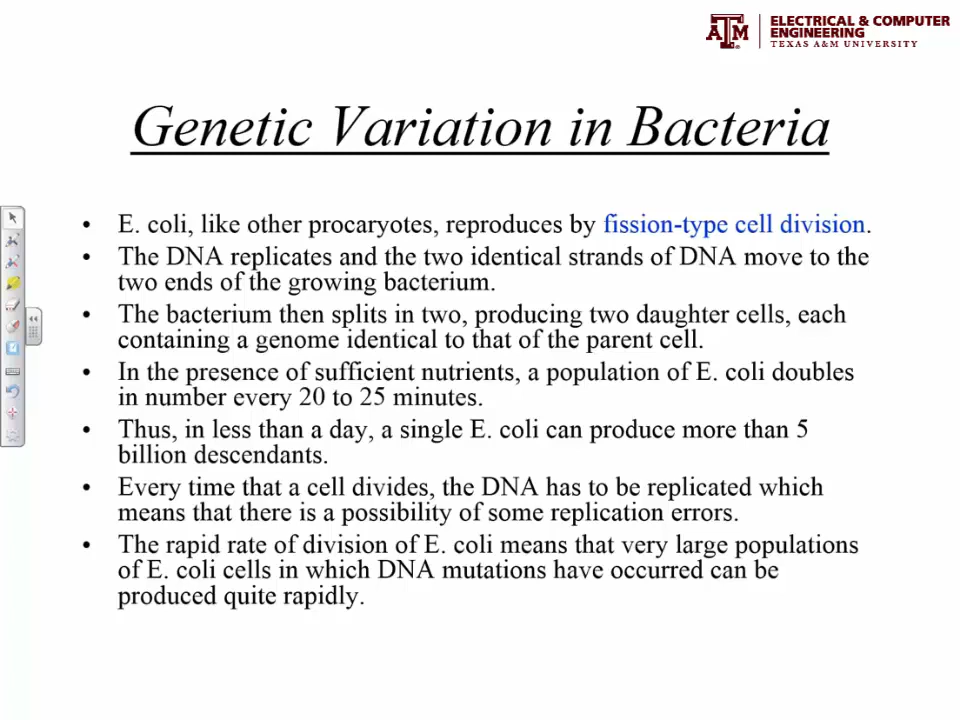 ELECTRICAL & COMPUTER
ENGINEERING
TEXAS A&M UNIVERSITY
Genetic Variation in Bacteria
• E. coli, like other procaryotes, reproduces by fission-type cell division.
• The DNA replicates and the two identical strands of DNA move to the
two ends of the growing bacterium.
• The bacterium then splits in two, producing two daughter cells, each
containing a genome identical to that of the parent cell.
• In the presence of sufficient nutrients, a population of E. coli doubles
in number every 20 to 25 minutes.
• Thus, in less than a day, a single E. coli can produce more than 5
billion descendants.
• Every time that a cell divides, the DNA has to be replicated which
means that there is a possibility of some replication errors.
• The rapid rate of division of E. coli means that very large populations
of E. coli cells in which DNA mutations have occurred can be
produced quite rapidly.